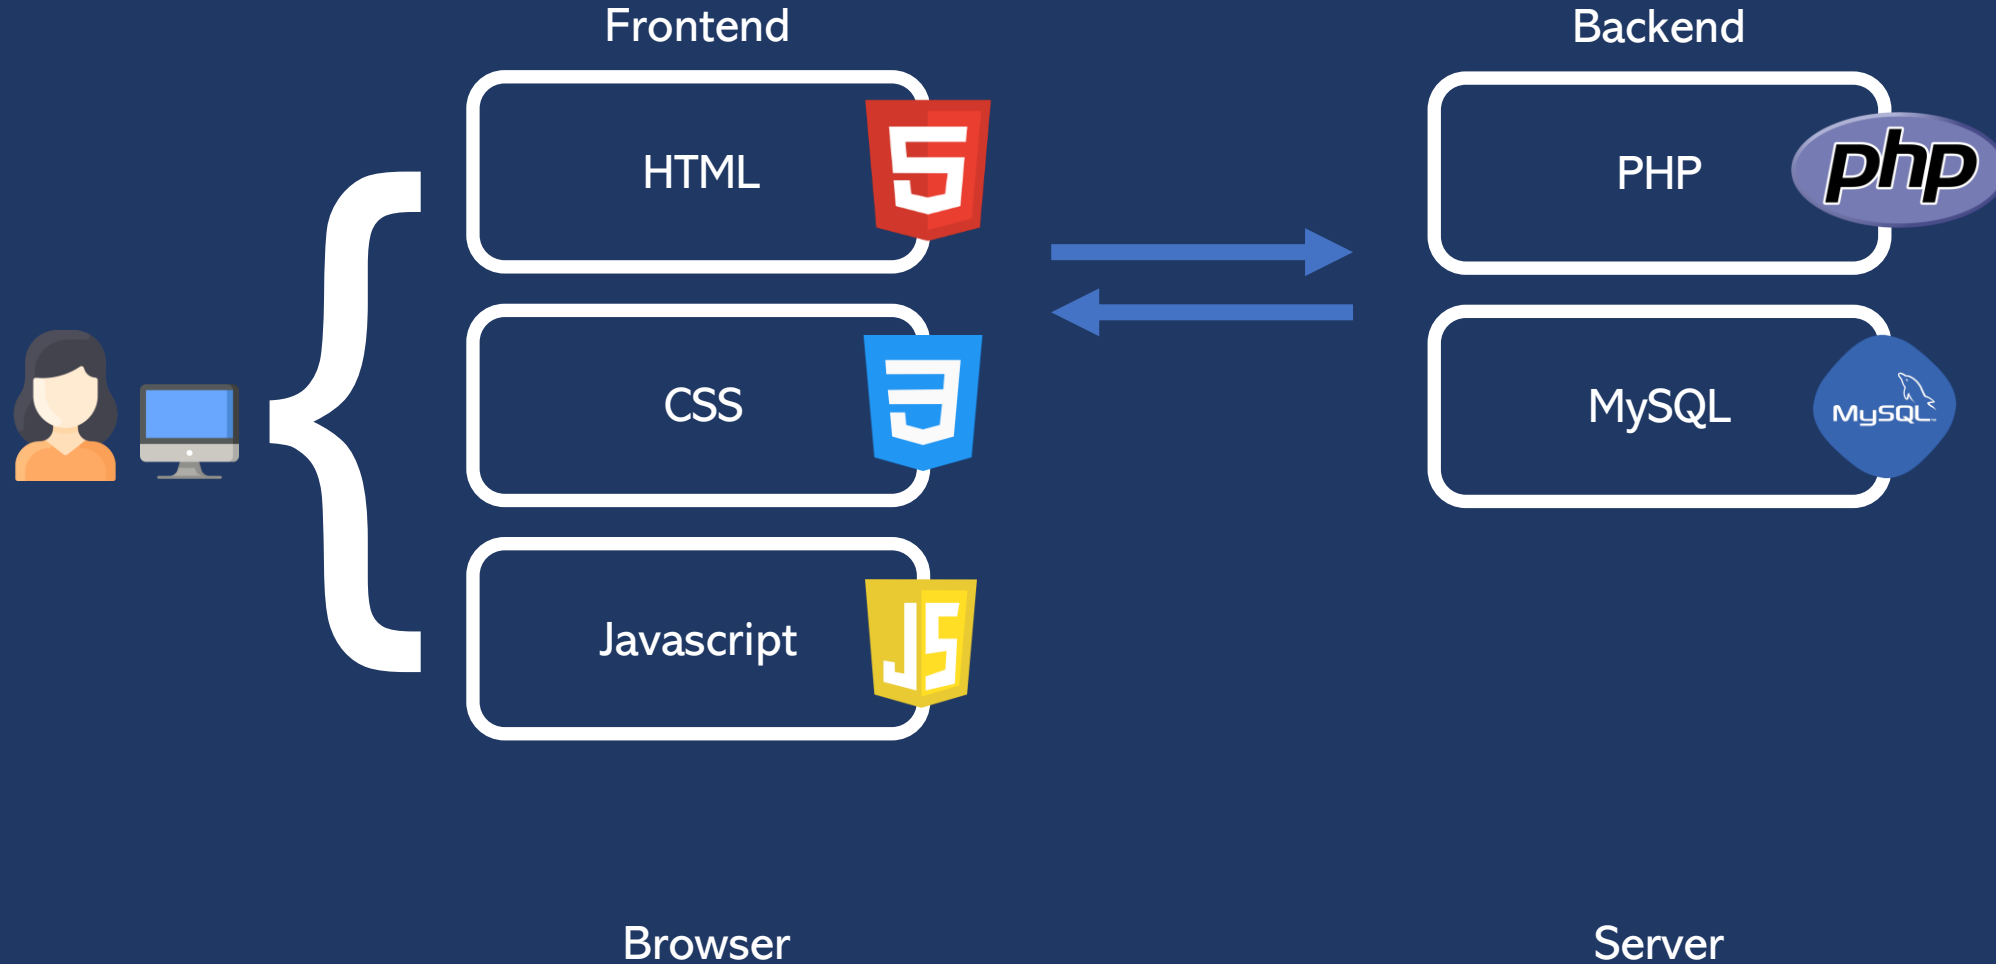 Frontend
Backend
HTML
PHP
php
CSS
MySQL
MySQL
Javascript
JS
Browser
Server